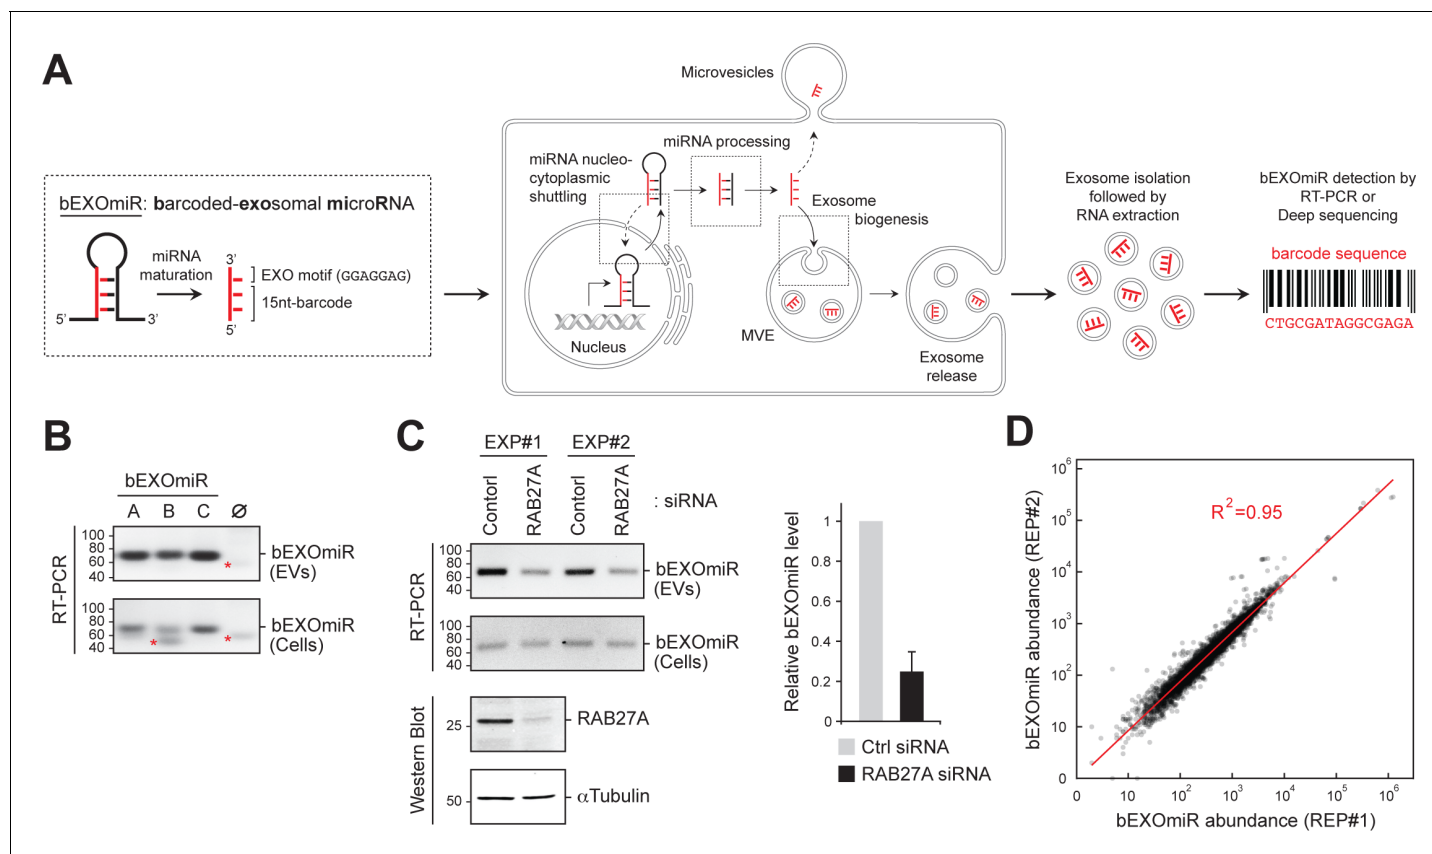 A
bEXOmiR: barcoded-exosomal microRNA
miRNA
maturation
3'
EXO motif (GGAGGAG)
15nt-barcode
5'
3'
5'
Microvesicles
miRNA processing
miRNA nucleo-
cytoplasmic
shuttling
Exosome
biogenesis
Nucleus
MVE
Exosome
release
Exosome isolation
followed by
RNA extraction
bEXOmiR detection by
RT-PCR or
Deep sequencing
barcode sequence
CTGCGATAGGCGAGA
B
bEXOmiR
A B C Ø
RT-PCR
100
80
60
40
*
bEXOmiR
(EVs)
100
80
60
40
* *
bEXOmiR
(Cells)
C
EXP#1 EXP#2
Contorl RAB27A Control RAB27A
: siRNA
RT-PCR
100
80
60
40
bEXOmiR
(EVs)
100
80
60
40
bEXOmiR
(Cells)
Western Blot
25
RAB27A
50
αTubulin
Relative bEXOmiR level
1
0.8
0.6
0.4
0.2
0
Ctrl siRNA
RAB27A siRNA
D
bEXOmiR abundance (REP#2)
10⁶
10⁵
10⁴
10³
10²
10
0
R²=0.95
0 10 10² 10³ 10⁴ 10⁵ 10⁶
bEXOmiR abundance (REP#1)